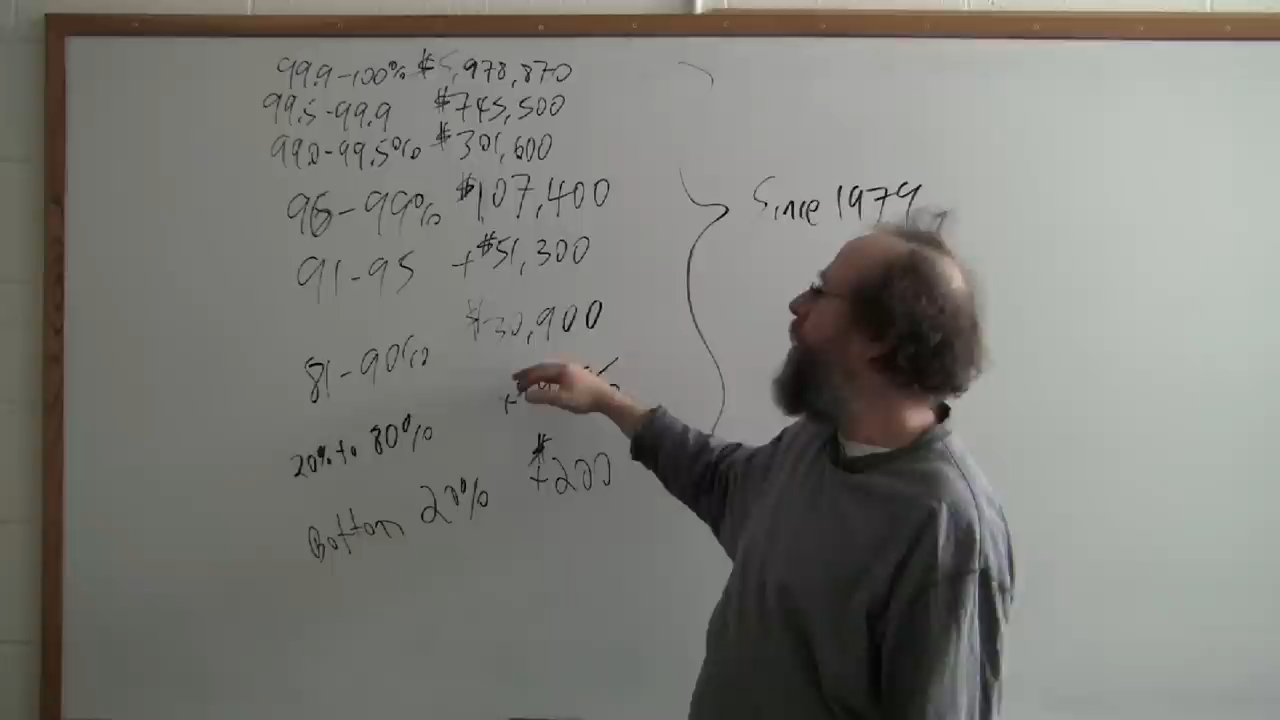 99.9-100% $5,978,870
99.5-99.9 $745,500
99.0-99.5% $301,600
96-99% $107,400
91-95 +$51,300
81-90% $30,900
20% to 80%
Bottom 20% +$200
Since 1979